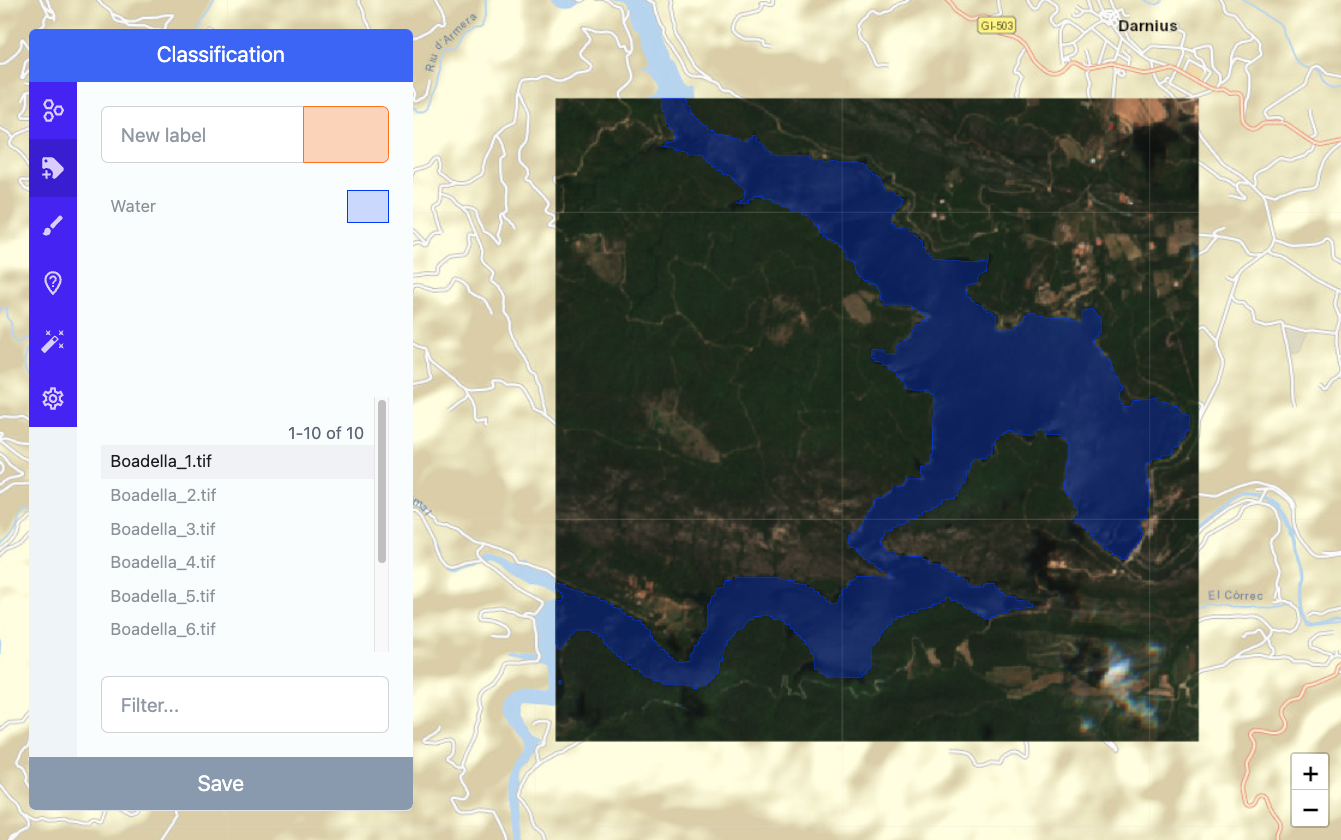 Classification
New label
Water
1-10 of 10
Boadella_1.tif
Boadella_2.tif
Boadella_3.tif
Boadella_4.tif
Boadella_5.tif
Boadella_6.tif
Filter...
Save
Riu d'Armera
GI-503
Darnius
El Córrec
+
−